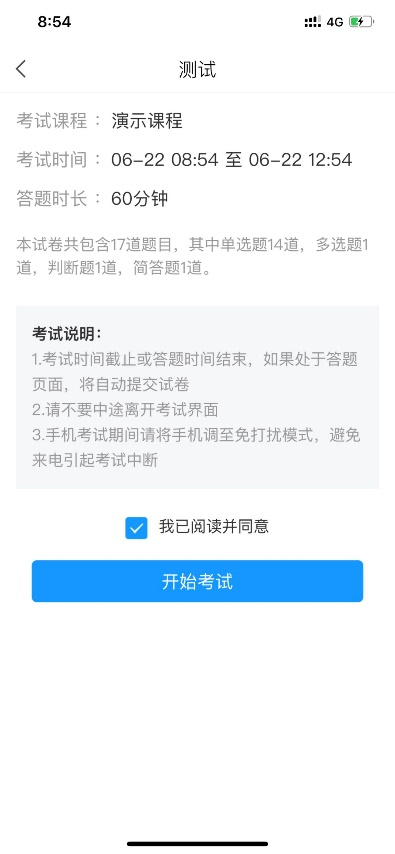 8:54
4G
测试
考试课程： 演示课程
考试时间： 06-22 08:54 至 06-22 12:54
答题时长： 60分钟
本试卷共包含17道题目，其中单选题14道，多选题1
道，判断题1道，简答题1道。
考试说明：
1.考试时间截止或答题时间结束，如果处于答题
页面，将自动提交试卷
2.请不要中途离开考试界面
3.手机考试期间请将手机调至免打扰模式，避免
来电引起考试中断
我已阅读并同意
开始考试